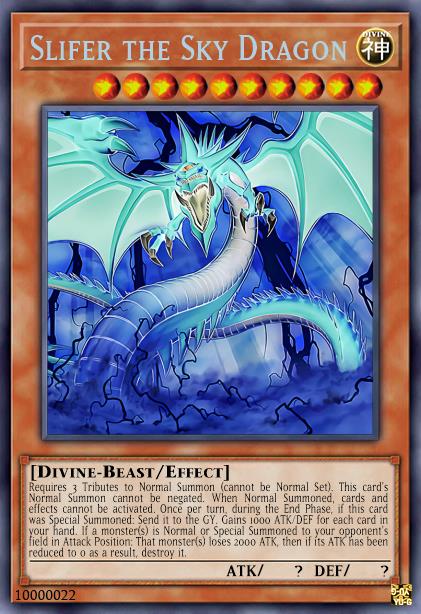 SLIFER THE SKY DRAGON
DIVINE
神
[DIVINE-BEAST/EFFECT]
Requires 3 Tributes to Normal Summon (cannot be Normal Set). This card's
Normal Summon cannot be negated. When Normal Summoned, cards and
effects cannot be activated. Once per turn, during the End Phase, if this card
was Special Summoned: Send it to the GY. Gains 1000 ATK/DEF for each card in
your hand. If a monster(s) is Normal or Special Summoned to your opponent's
field in Attack Position: That monster(s) loses 2000 ATK, then if its ATK has been
reduced to 0 as a result, destroy it.
ATK/ ? DEF/ ?
10000022